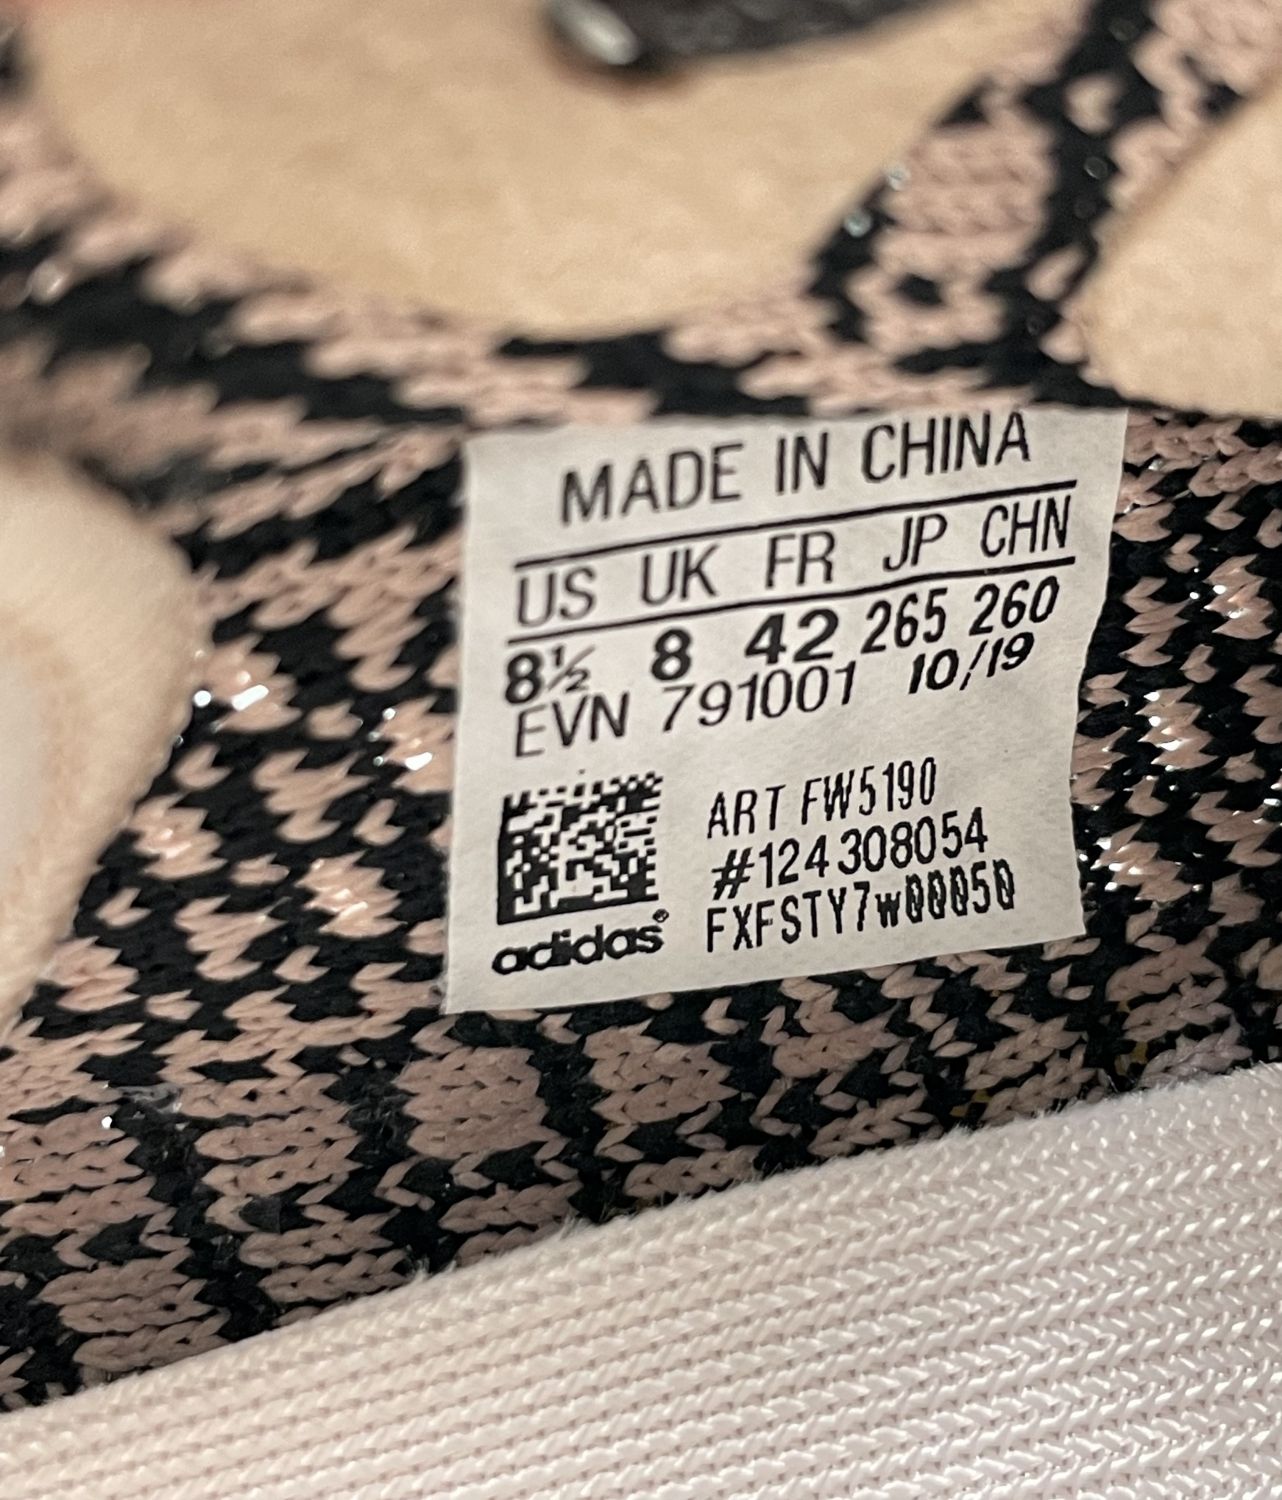 MADE IN CHINA
US UK FR JP CHN
8½ 8 42 265 260
EVN 791001 10/19
ART FW5190
#124308054
FXFSTY7w00050
adidas®